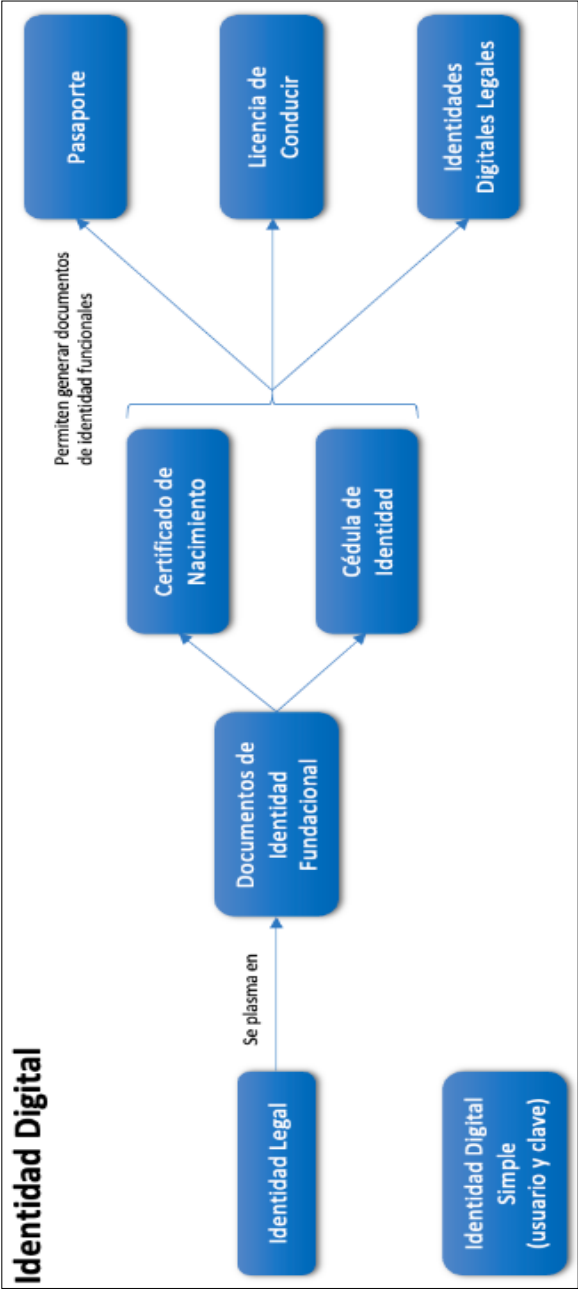 Identidad Digital
Identidad Legal
Se plasma en
Documentos de
Identidad
Fundacional
Certificado de
Nacimiento
Cédula de
Identidad
Permiten generar documentos
de identidad funcionales
Pasaporte
Licencia de
Conducir
Identidades
Digitales Legales
Identidad Digital
Simple
(usuario y clave)